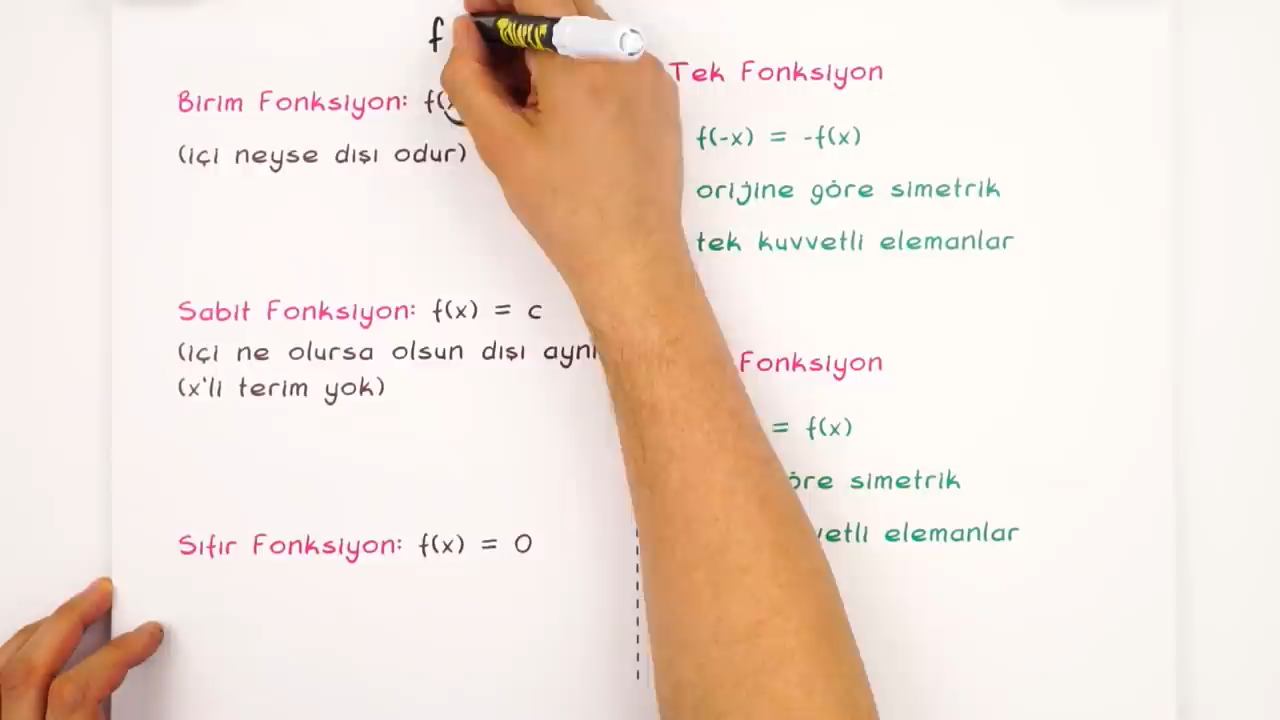 f
Birim Fonksiyon: f(x
(içi neyse dışı odur)
Sabit Fonksiyon: f(x) = c
(içi ne olursa olsun dışı aynı
(x'li terim yok)
Sıfır Fonksiyon: f(x) = 0
Tek Fonksiyon
f(-x) = -f(x)
orijine göre simetrik
tek kuvvetli elemanlar
Fonksiyon
= f(x)
öre simetrik
vetli elemanlar